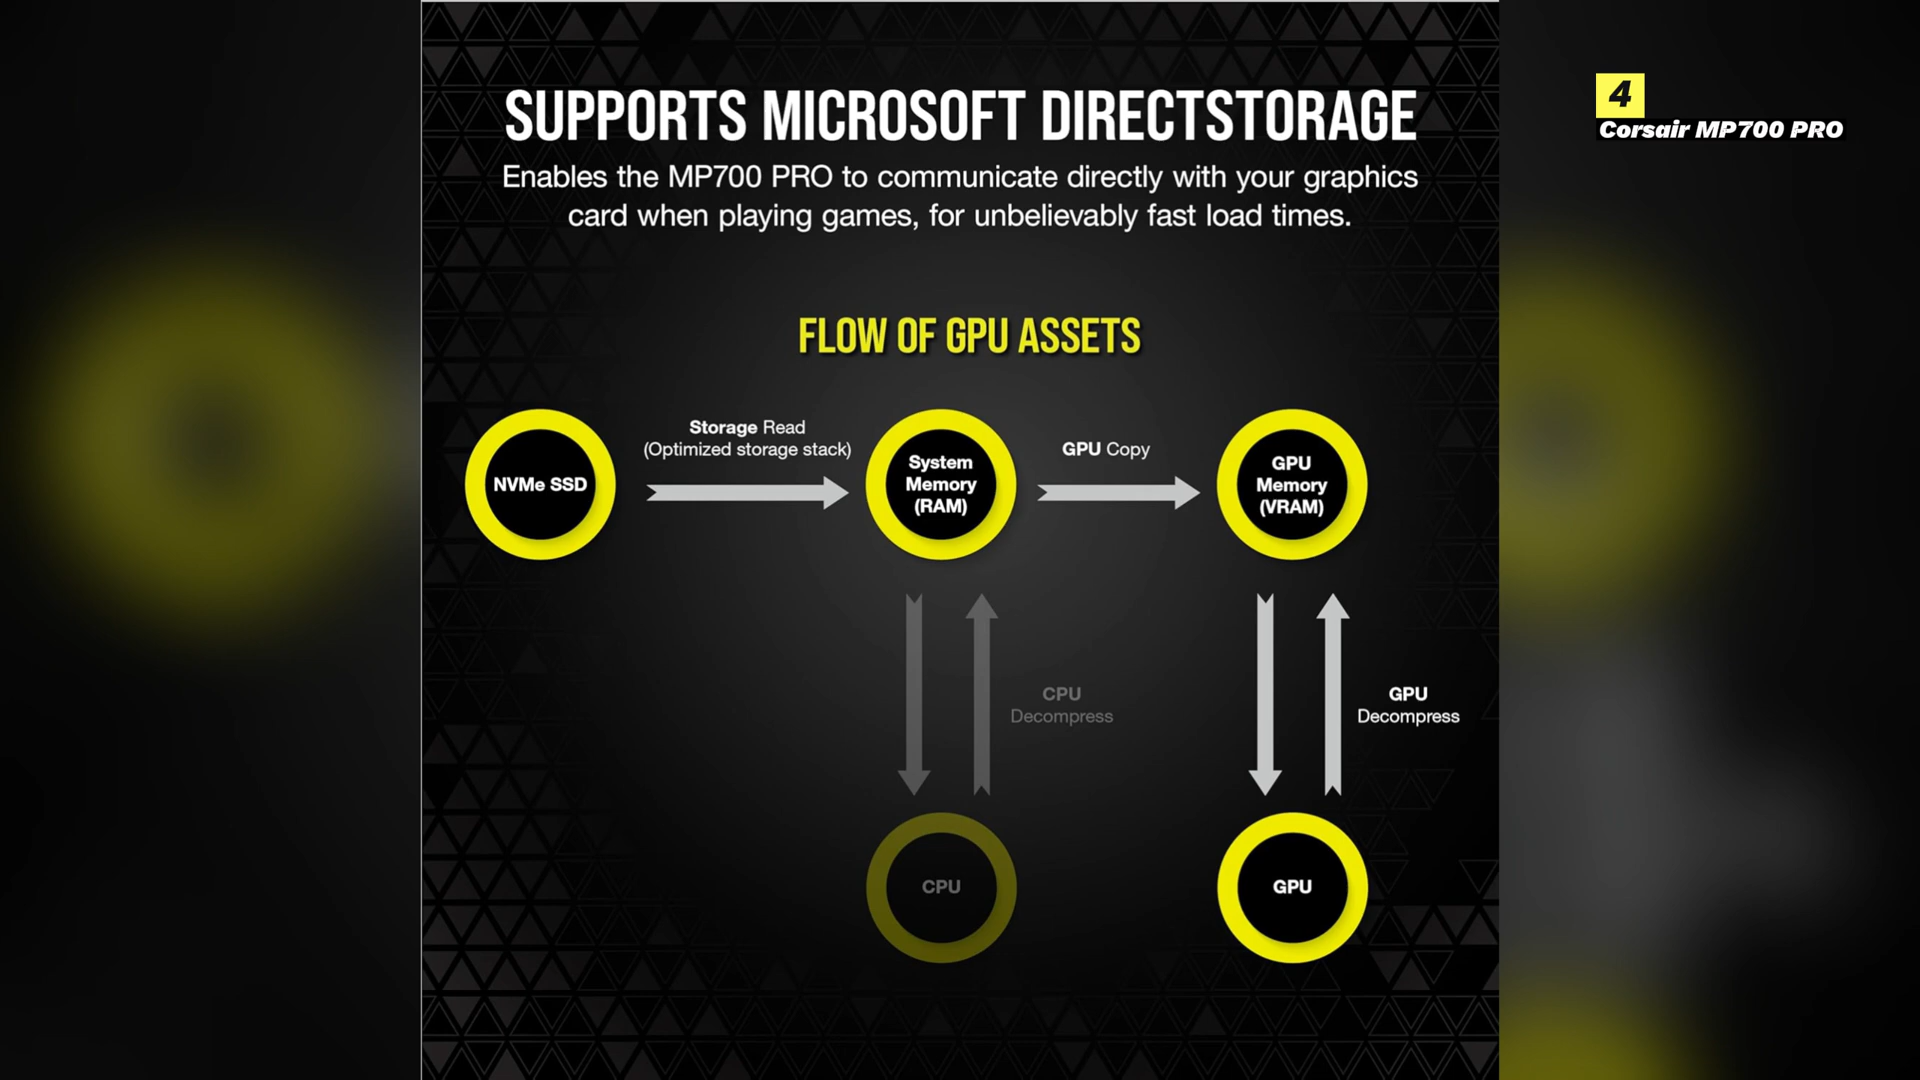 SUPPORTS MICROSOFT DIRECTSTORAGE
Enables the MP700 PRO to communicate directly with your graphics
card when playing games, for unbelievably fast load times.
4
Corsair MP700 PRO
FLOW OF GPU ASSETS
NVMe SSD
Storage Read
(Optimized storage stack)
System
Memory
(RAM)
GPU Copy
GPU
Memory
(VRAM)
CPU
Decompress
GPU
Decompress
CPU
GPU